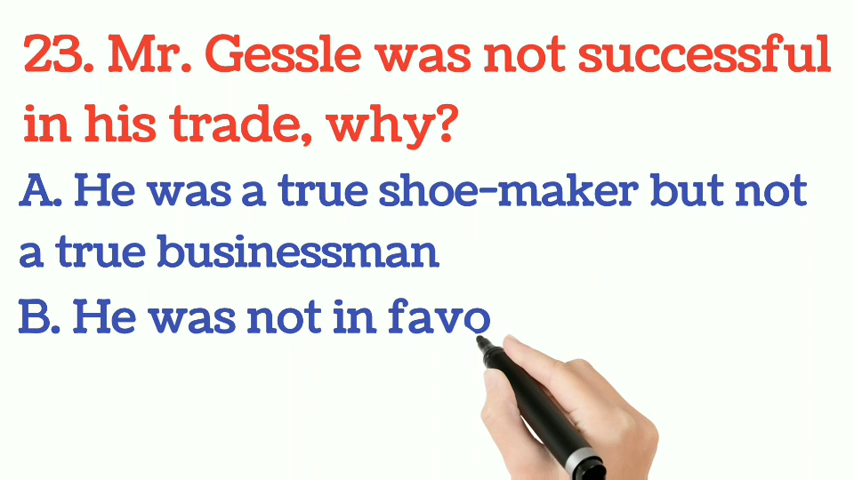 23. Mr. Gessle was not successful
in his trade, why?
A. He was a true shoe-maker but not
a true businessman
B. He was not in favo